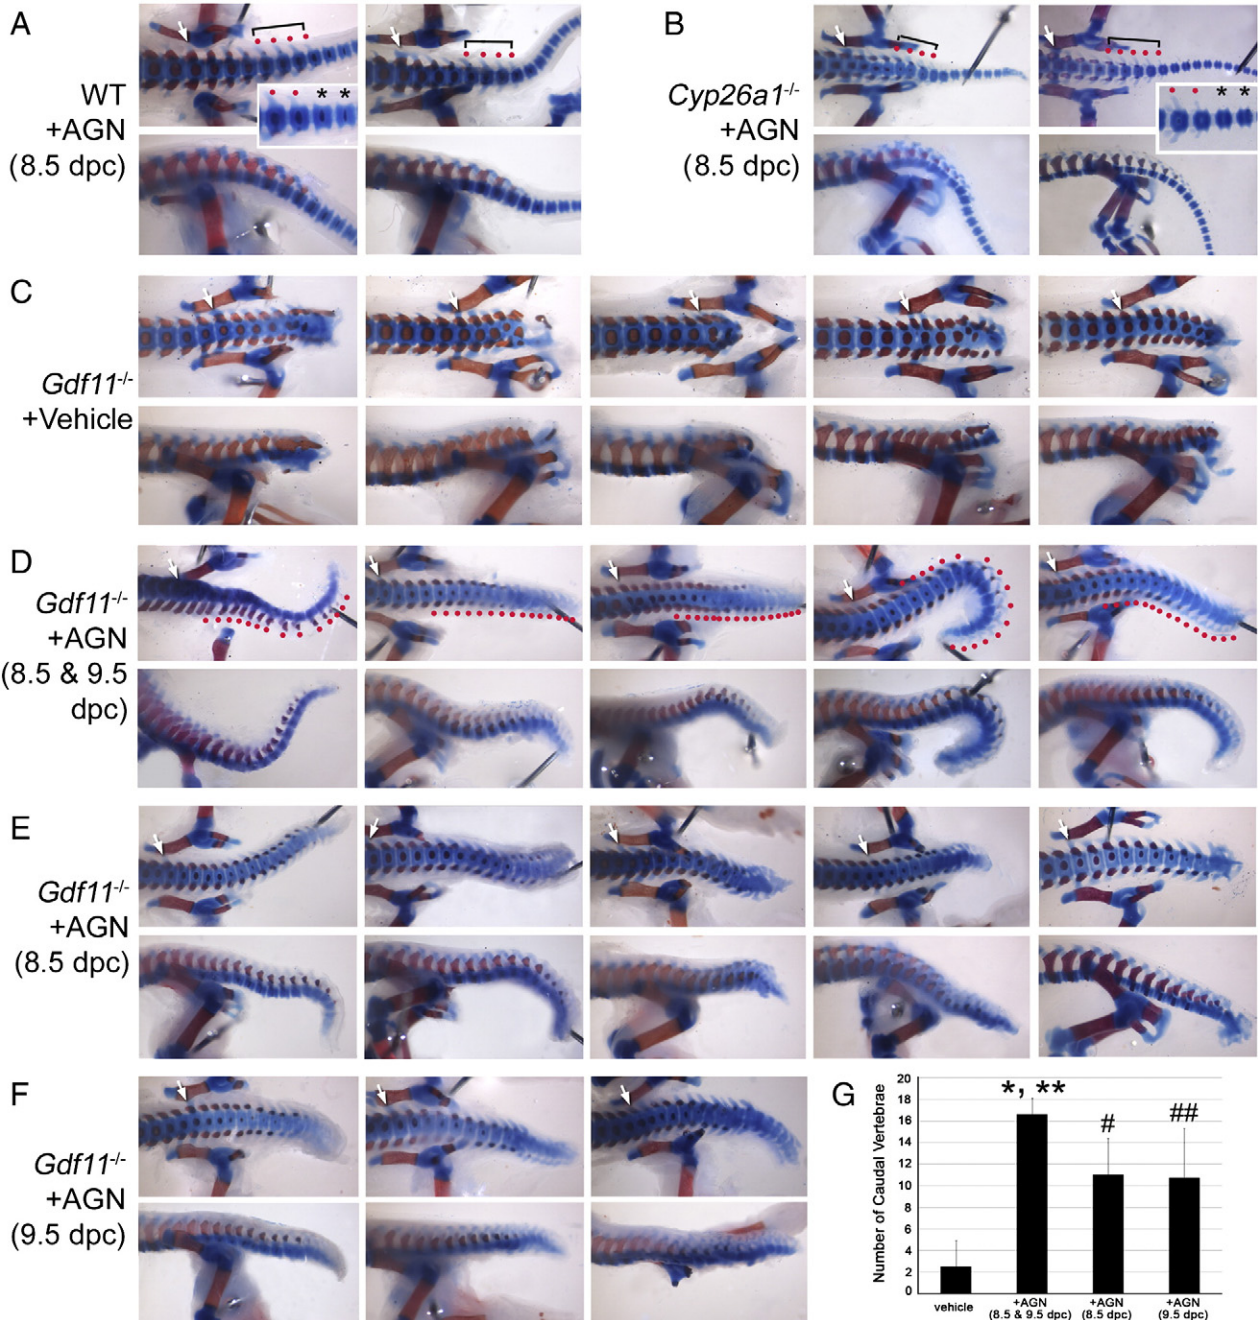 A
WT
+AGN
(8.5 dpc)
* *
B
Cyp26a1-/-
+AGN
(8.5 dpc)
* *
C
Gdf11-/-
+Vehicle
D
Gdf11-/-
+AGN
(8.5 & 9.5
dpc)
E
Gdf11-/-
+AGN
(8.5 dpc)
F
Gdf11-/-
+AGN
(9.5 dpc)
G
Number of Caudal Vertebrae
20
18
16
14
12
10
8
6
4
2
0
*, **
#
##
vehicle
+AGN
(8.5 & 9.5 dpc)
+AGN
(8.5 dpc)
+AGN
(9.5 dpc)